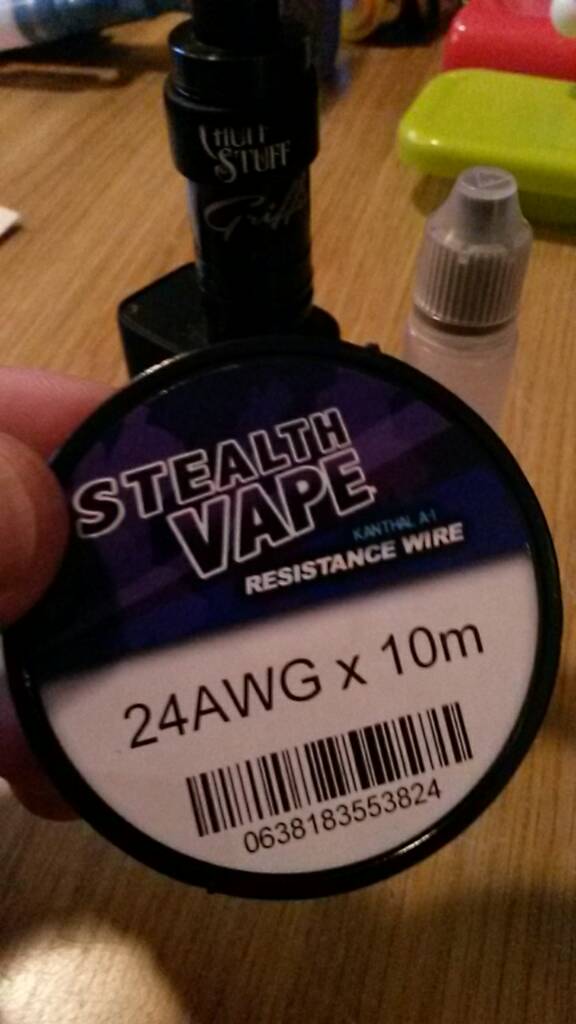 STUFF
STEALTH
VAPE
KANTHAL A1
RESISTANCE WIRE
24AWG x 10m
0638183553824